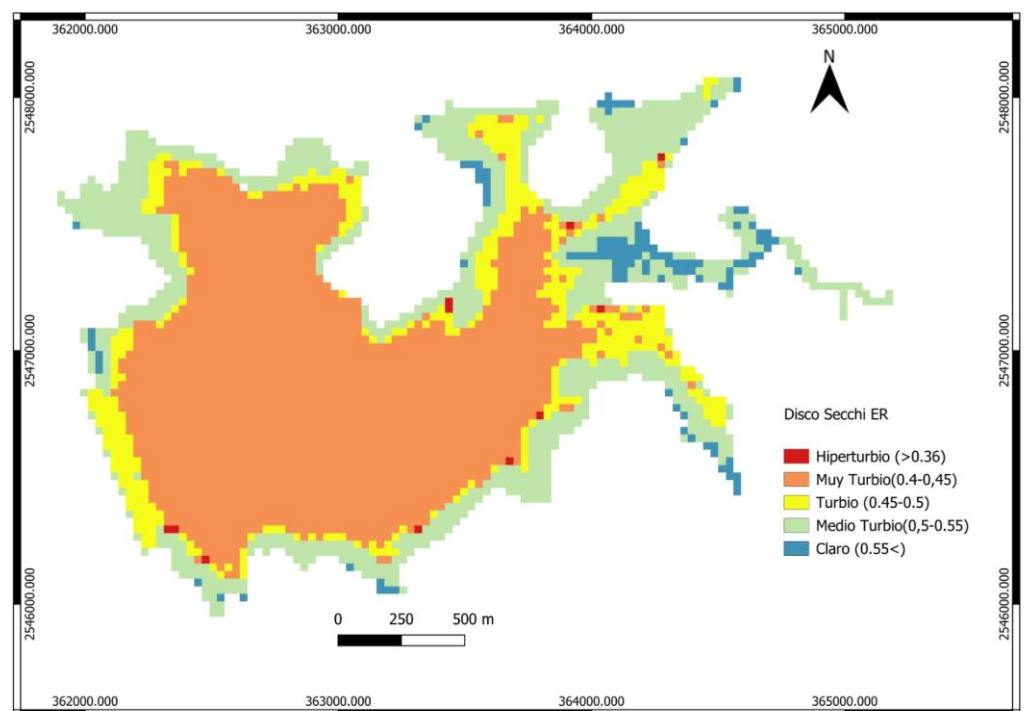 362000.000 363000.000 364000.000 365000.000
2548000.000 2548000.000
N
2547000.000 2547000.000
Disco Secchi ER
Hiperturbio (>0.36)
Muy Turbio(0.4-0,45)
Turbio (0.45-0.5)
Medio Turbio(0,5-0.55)
Claro (0.55<)
2546000.000 2546000.000
0 250 500 m
362000.000 363000.000 364000.000 365000.000